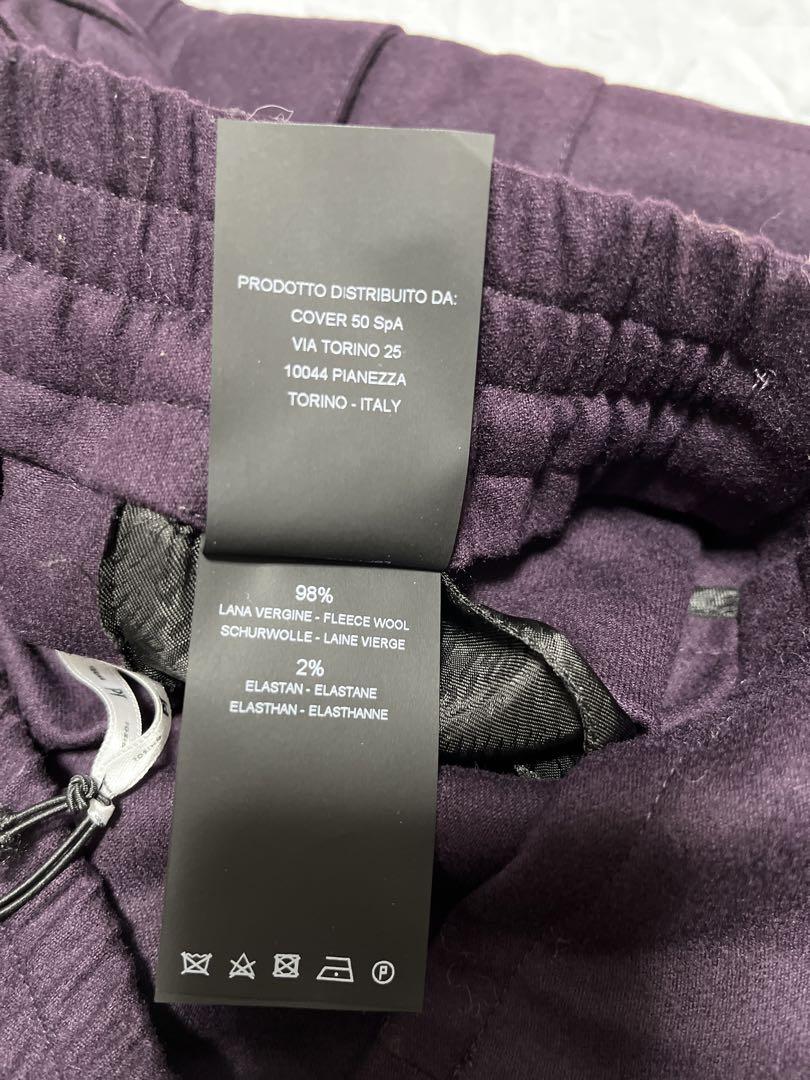 PRODOTTO DISTRIBUITO DA:
COVER 50 SpA
VIA TORINO 25
10044 PIANEZZA
TORINO - ITALY
98%
LANA VERGINE - FLEECE WOOL
SCHURWOLLE - LAINE VIERGE
2%
ELASTAN - ELASTANE
ELASTHAN - ELASTHANNE
P